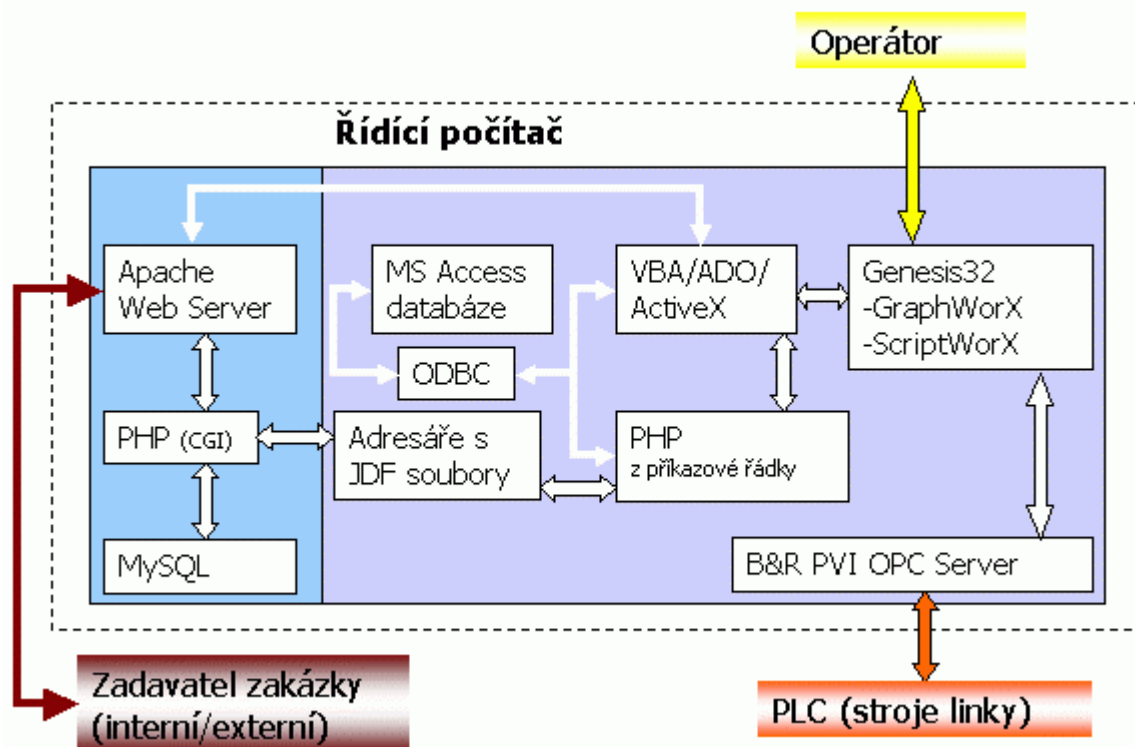 Operátor
Řídící počítač
Apache
Web Server
MS Access
databáze
VBA/ADO/
ActiveX
Genesis32
-GraphWorX
-ScriptWorX
ODBC
PHP (CGI)
Adresáře s
JDF soubory
PHP
z příkazové řádky
MySQL
B&R PVI OPC Server
Zadavatel zakázky
(interní/externí)
PLC (stroje linky)